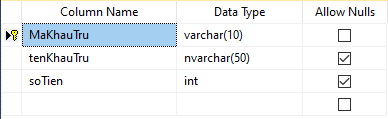 Column Name Data Type Allow Nulls
MaKhauTru varchar(10)
tenKhauTru nvarchar(50)
soTien int